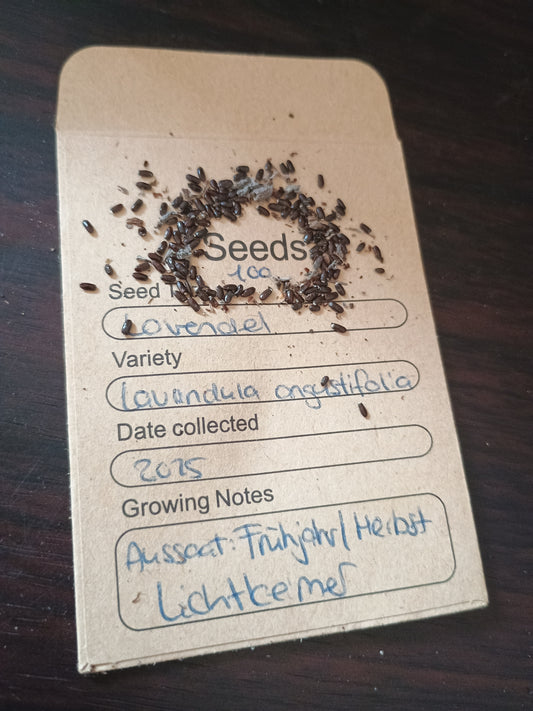 Seeds
100
Seed
Lavendel
Variety
Lavandula angustifolia
Date collected
2025
Growing Notes
Aussaat: Frühjahr/Herbst
Lichtkeimer